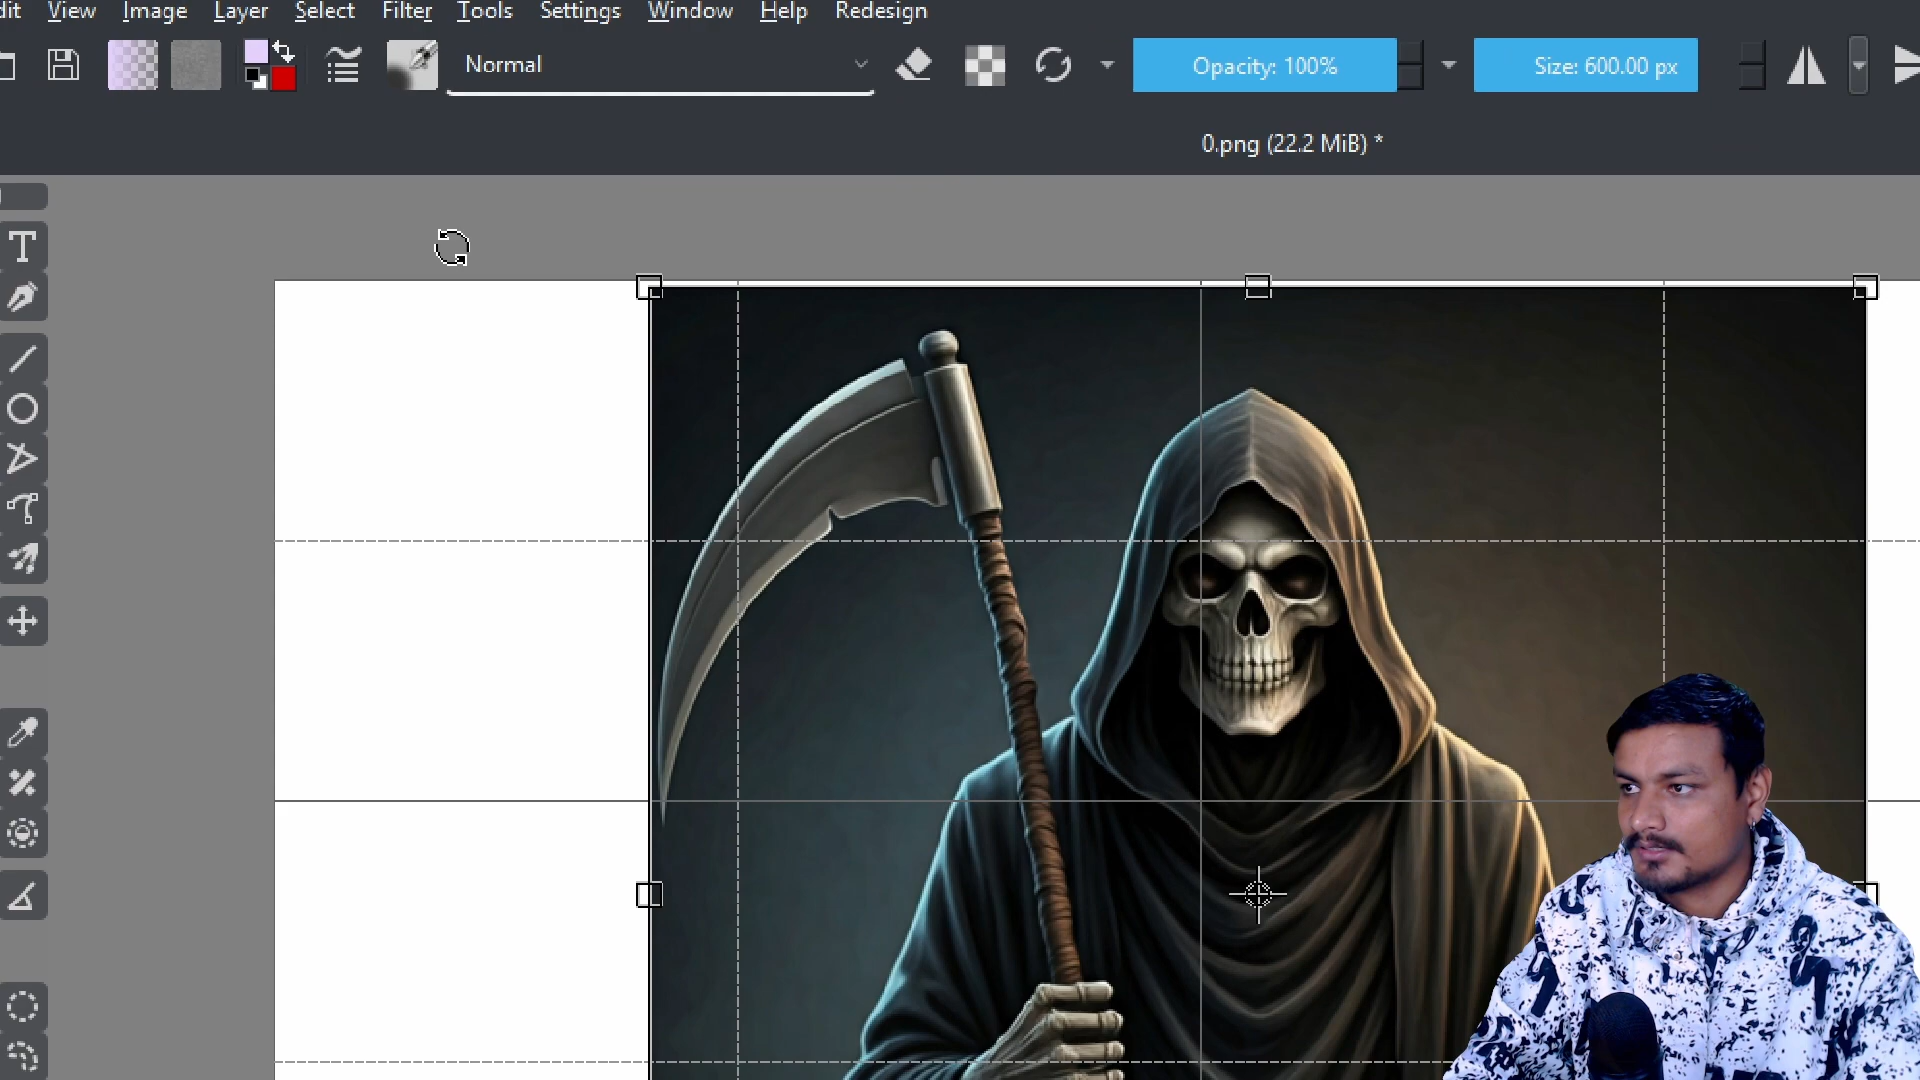 dit View Image Layer Select Filter Tools Settings Window Help Redesign
Normal Opacity: 100% Size: 600.00 px
0.png (22.2 MiB) *